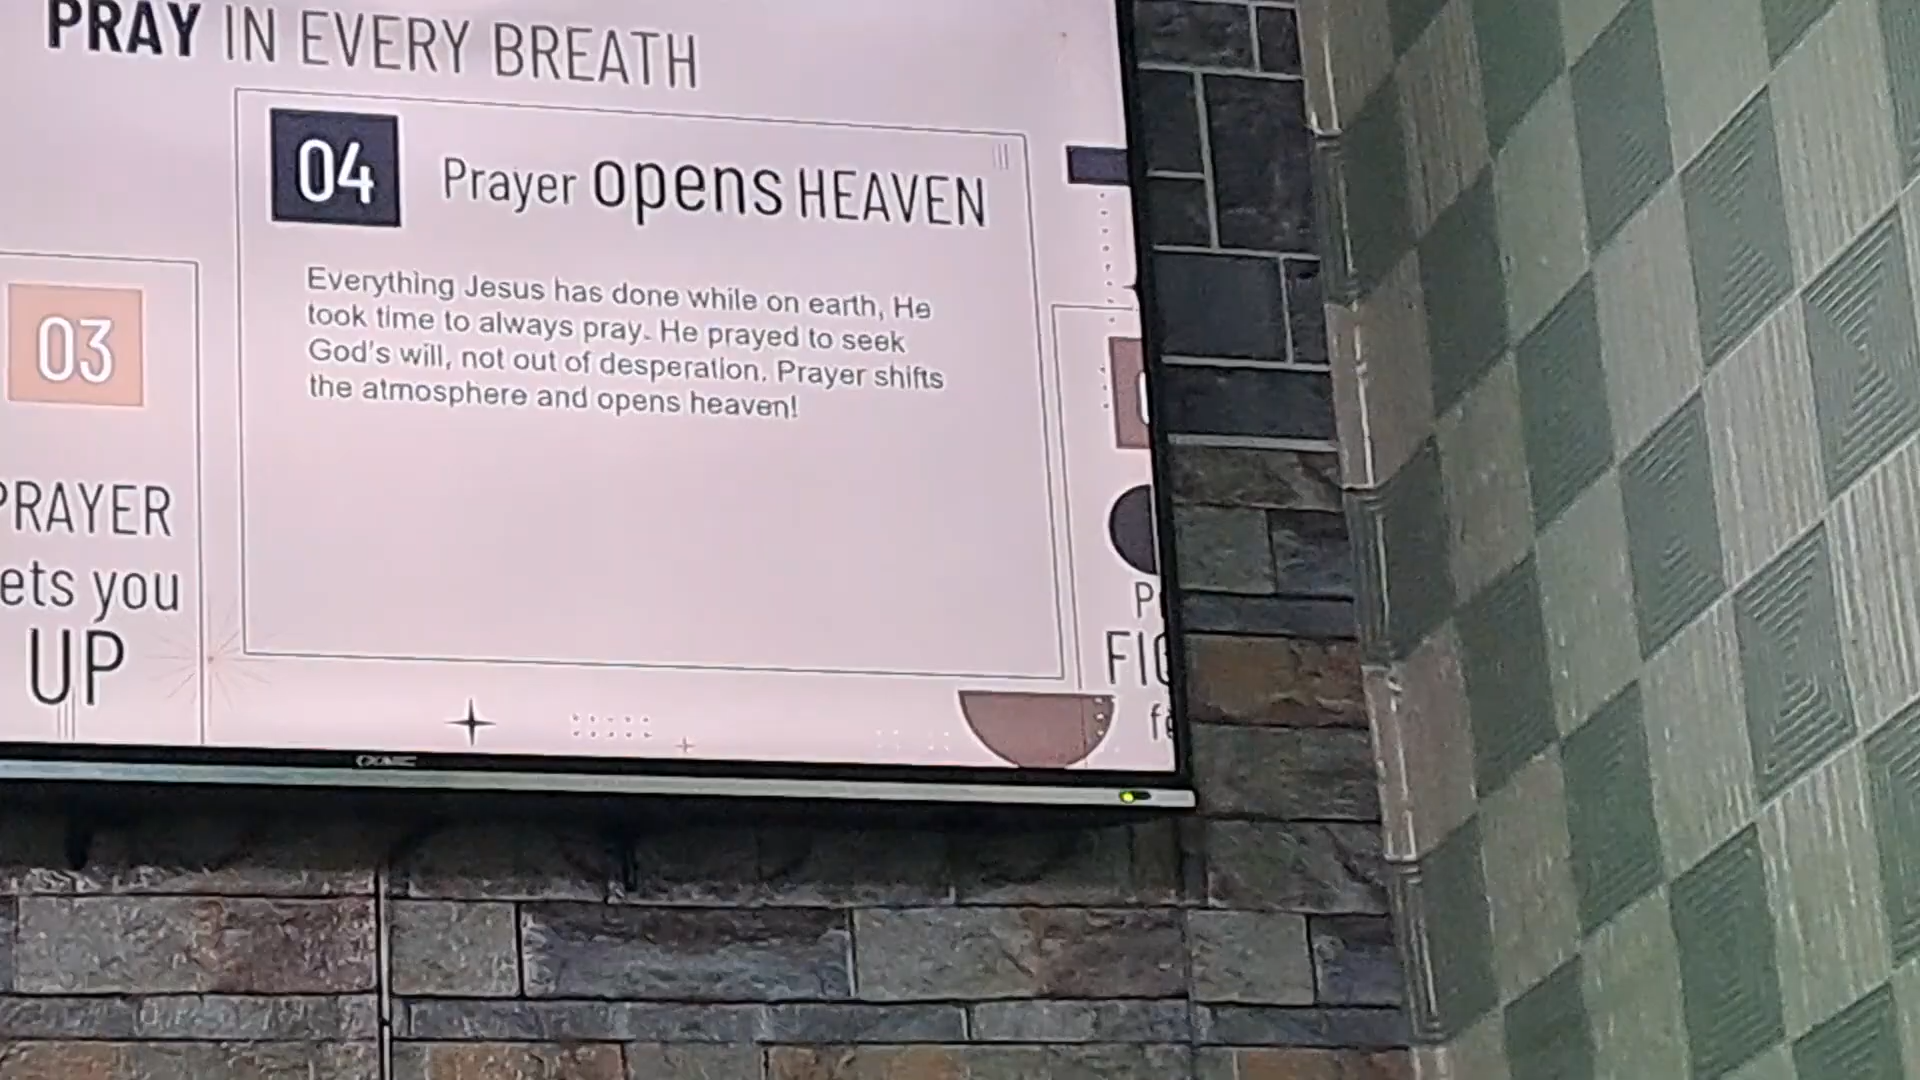 PRAY IN EVERY BREATH
04
Prayer opens HEAVEN
Everything Jesus has done while on earth, He
took time to always pray. He prayed to seek
God's will, not out of desperation. Prayer shifts
the atmosphere and opens heaven!
03
PRAYER
ets you
UP